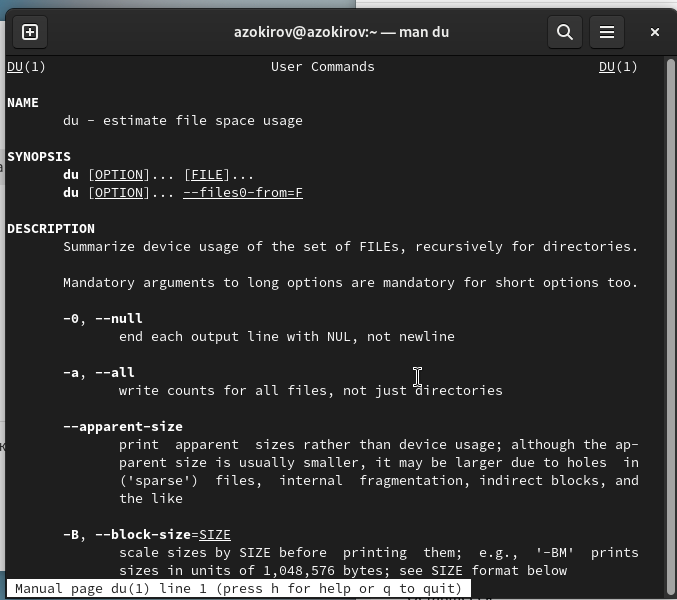 azokirov@azokirov:~ — man du
DU(1) User Commands DU(1)
NAME
du - estimate file space usage
SYNOPSIS
du [OPTION]... [FILE]...
du [OPTION]... --files0-from=F
DESCRIPTION
Summarize device usage of the set of FILEs, recursively for directories.
Mandatory arguments to long options are mandatory for short options too.
-0, --null
end each output line with NUL, not newline
-a, --all
write counts for all files, not just directories
--apparent-size
print apparent sizes rather than device usage; although the ap-
parent size is usually smaller, it may be larger due to holes in
('sparse') files, internal fragmentation, indirect blocks, and
the like
-B, --block-size=SIZE
scale sizes by SIZE before printing them; e.g., '-BM' prints
sizes in units of 1,048,576 bytes; see SIZE format below
Manual page du(1) line 1 (press h for help or q to quit)